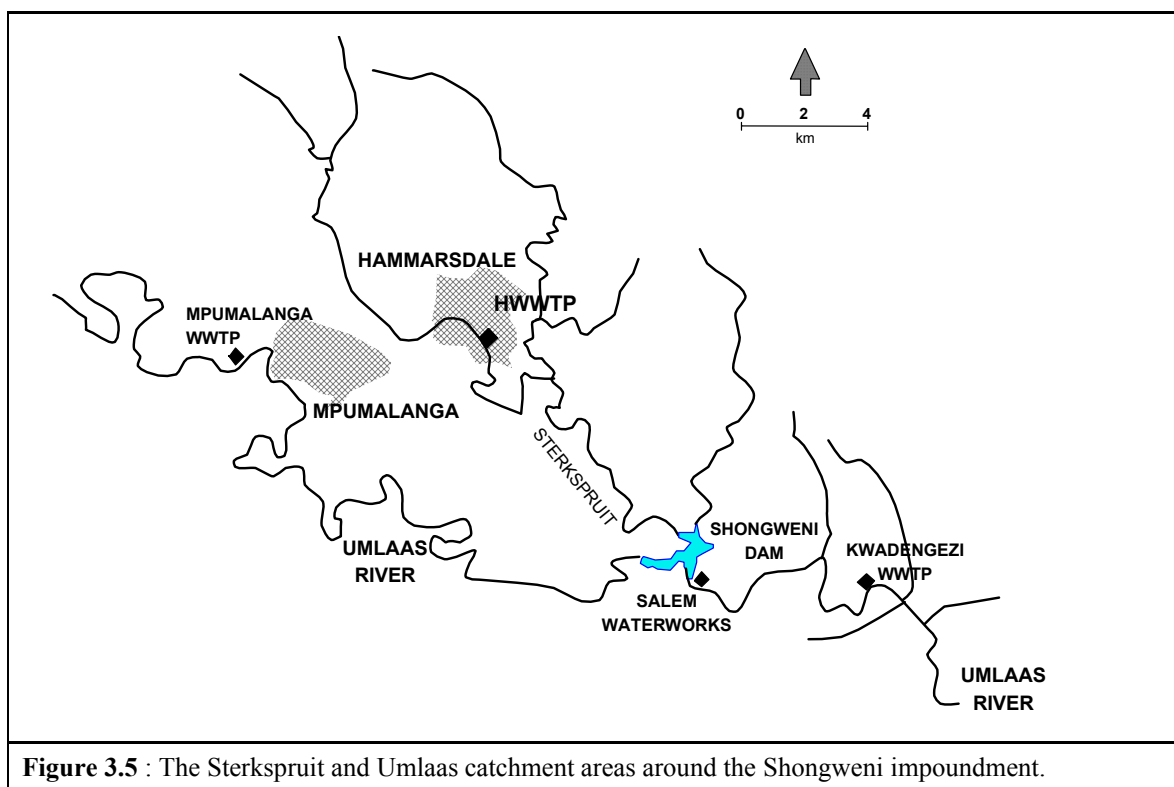 0 2 4
km
HAMMARSDALE
HWWTP
MPUMALANGA
WWTP
MPUMALANGA
STERKSPRUIT
UMLAAS
RIVER
SHONGWENI
DAM
KWADENGEZI
WWTP
SALEM
WATERWORKS
UMLAAS
RIVER
Figure 3.5 : The Sterkspruit and Umlaas catchment areas around the Shongweni impoundment.